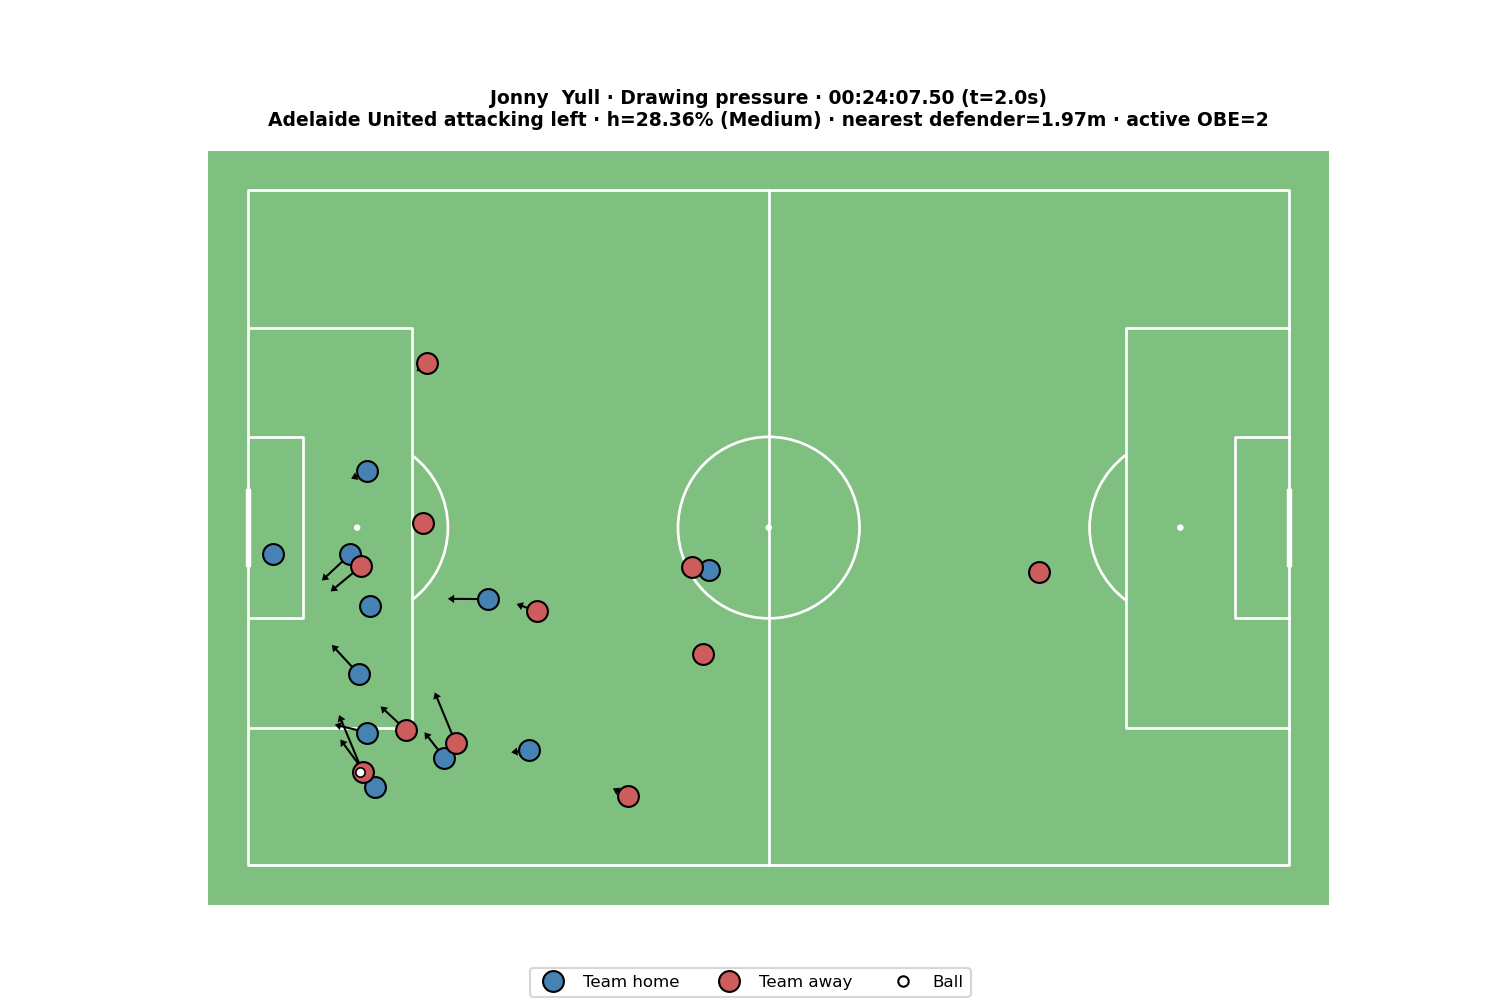 Jonny  Yull · Drawing pressure · 00:24:07.50 (t=2.0s)
Adelaide United attacking left · h=28.36% (Medium) · nearest defender=1.97m · active OBE=2
Team home
Team away
Ball